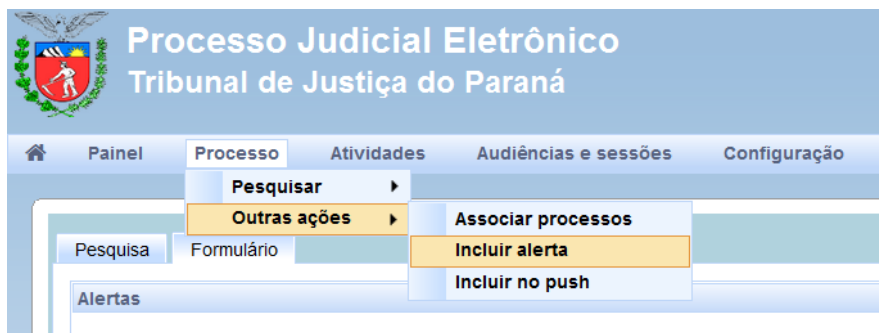 Processo Judicial Eletrônico
Tribunal de Justiça do Paraná
Painel Processo Atividades Audiências e sessões Configuração
Pesquisar
Outras ações Associar processos
Pesquisa Formulário Incluir alerta
Incluir no push
Alertas